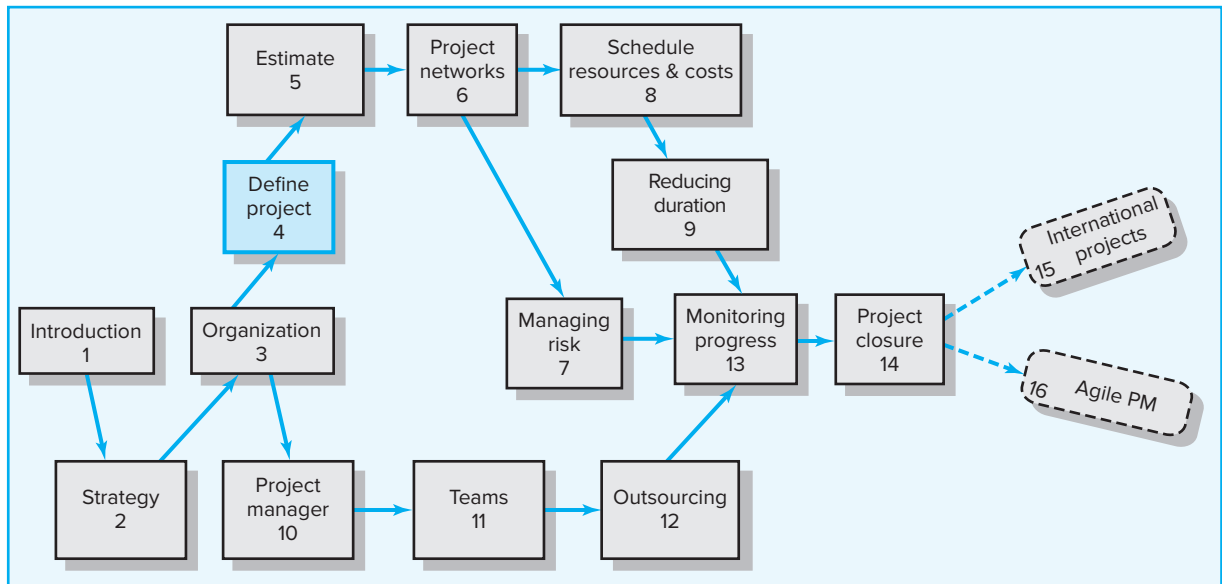 Estimate
5
Project
networks
6
Schedule
resources & costs
8
Define
project
4
Reducing
duration
9
International
projects
15
Introduction
1
Organization
3
Managing
risk
7
Monitoring
progress
13
Project
closure
14
Agile PM
16
Strategy
2
Project
manager
10
Teams
11
Outsourcing
12